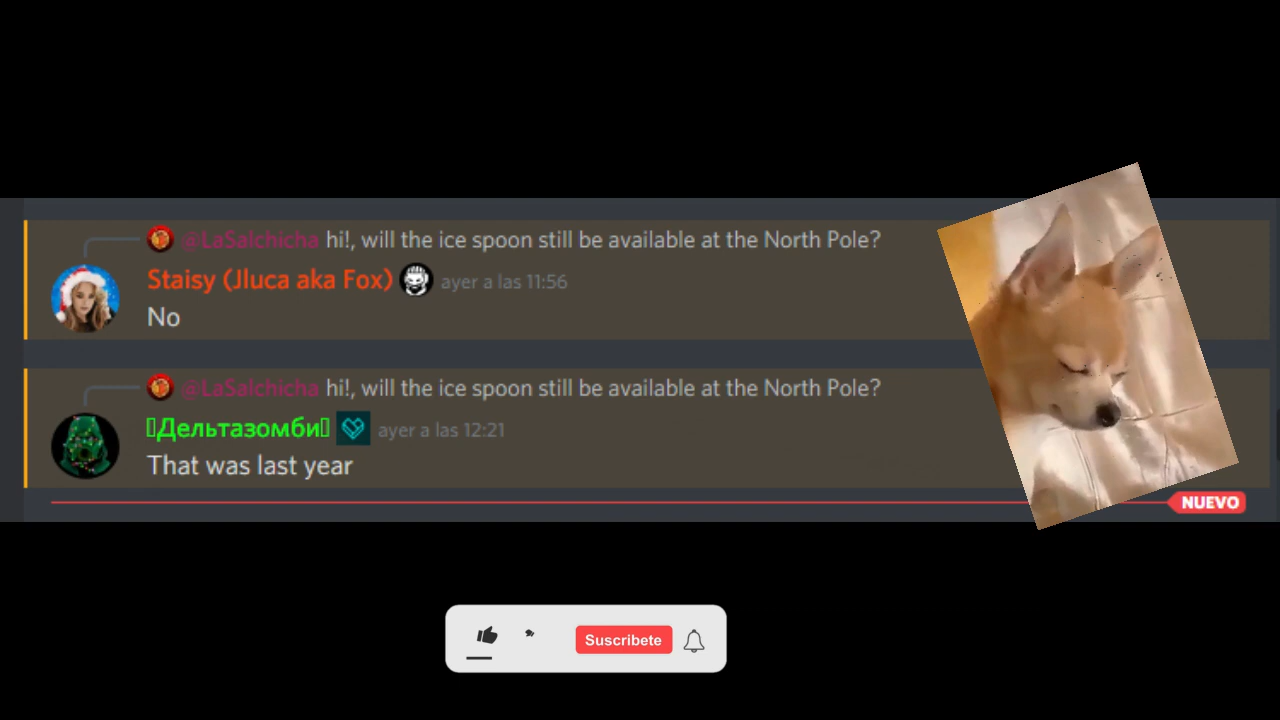 @LaSalchicha hi!, will the ice spoon still be available at the North Pole?
Staisy (Jluca aka Fox) ayer a las 11:56
No
@LaSalchicha hi!, will the ice spoon still be available at the North Pole?
Дельтазомби ayer a las 12:21
That was last year
NUEVO
Suscribete